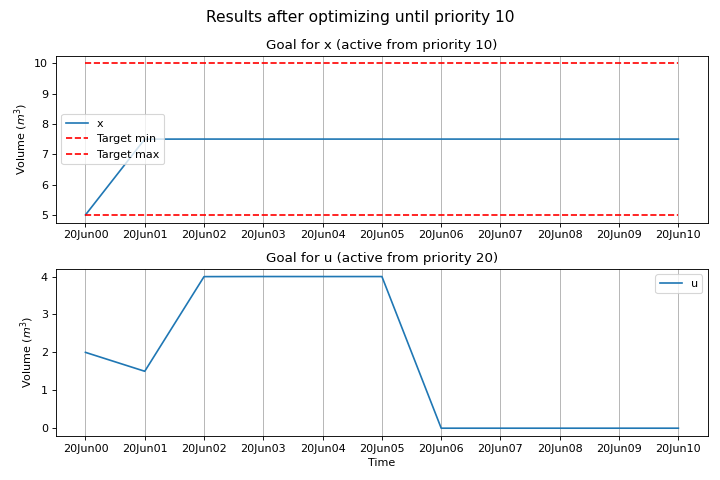 Results after optimizing until priority 10
Goal for x (active from priority 10)
Volume (m³)
10
9
8
7
6
5
x
Target min
Target max
20Jun00 20Jun01 20Jun02 20Jun03 20Jun04 20Jun05 20Jun06 20Jun07 20Jun08 20Jun09 20Jun10
Goal for u (active from priority 20)
Volume (m³)
4
3
2
1
0
u
20Jun00 20Jun01 20Jun02 20Jun03 20Jun04 20Jun05 20Jun06 20Jun07 20Jun08 20Jun09 20Jun10
Time